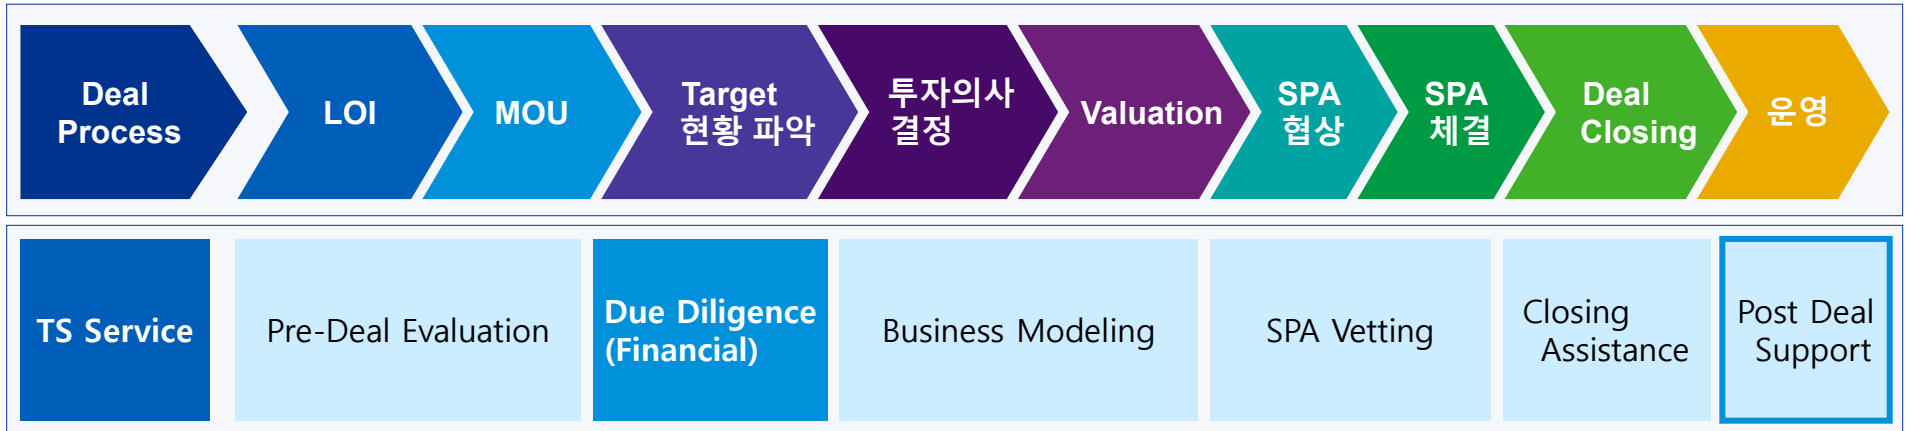 Deal
Process
LOI
MOU
Target
현황 파악
투자의사
결정
Valuation
SPA
협상
SPA
체결
Deal
Closing
운영
TS Service
Pre-Deal Evaluation
Due Diligence
(Financial)
Business Modeling
SPA Vetting
Closing
Assistance
Post Deal
Support